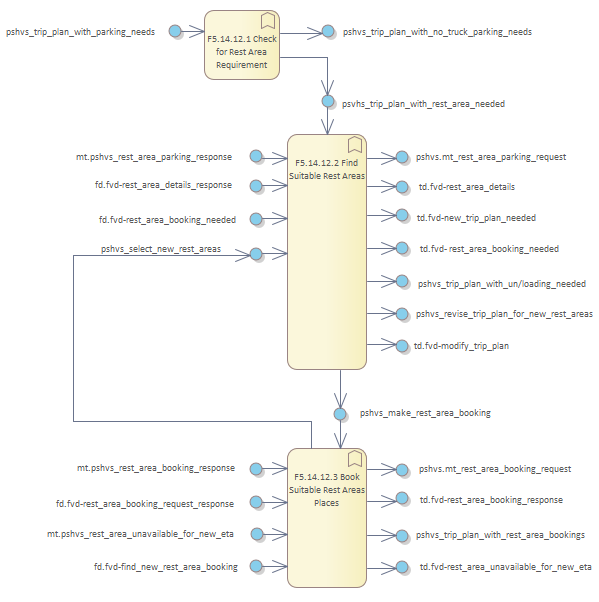 pshvs_trip_plan_with_parking_needs
F5.14.12.1 Check
for Rest Area
Requirement
pshvs_trip_plan_with_no_truck_parking_needs
psvhs_trip_plan_with_rest_area_needed
mt.pshvs_rest_area_parking_response
fd.fvd-rest_area_details_response
fd.fvd-rest_area_booking_needed
pshvs_select_new_rest_areas
F5.14.12.2 Find
Suitable Rest Areas
pshvs.mt_rest_area_parking_request
td.fvd-rest_area_details
td.fvd-new_trip_plan_needed
td.fvd- rest_area_booking_needed
pshvs_trip_plan_with_un/loading_needed
pshvs_revise_trip_plan_for_new_rest_areas
td.fvd-modify_trip_plan
pshvs_make_rest_area_booking
mt.pshvs_rest_area_booking_response
fd.fvd-rest_area_booking_request_response
mt.pshvs_rest_area_unavailable_for_new_eta
fd.fvd-find_new_rest_area_booking
F5.14.12.3 Book
Suitable Rest Areas
Places
pshvs.mt_rest_area_booking_request
td.fvd-rest_area_booking_response
pshvs_trip_plan_with_rest_area_bookings
td.fvd-rest_area_unavailable_for_new_eta